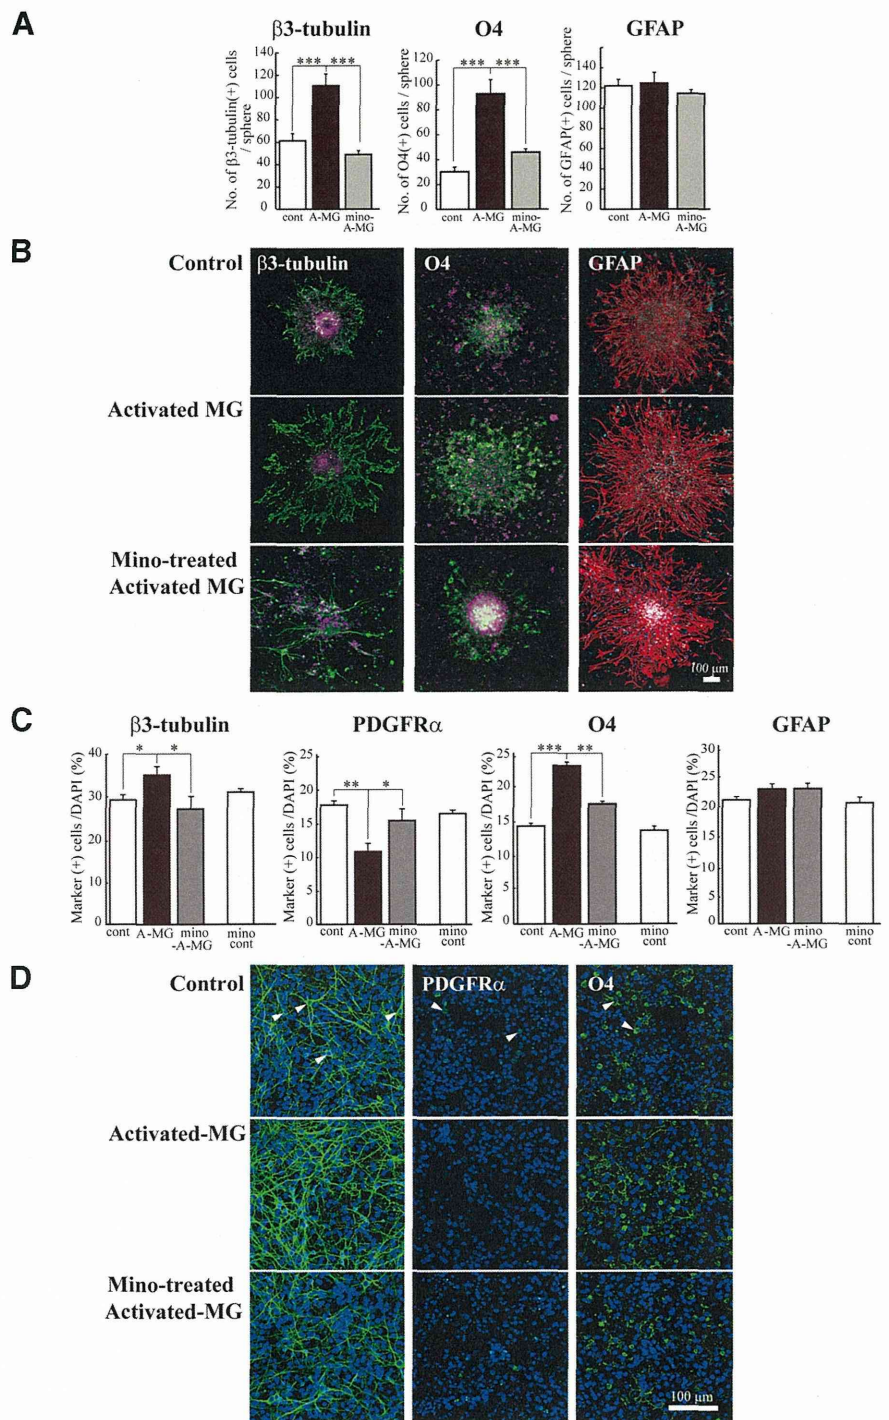 A
β3-tubulin
O4
GFAP
No. of β3-tubulin(+) cells / sphere
140
120
100
80
60
40
20
0
*** ***
cont A-MG mino-A-MG
No. of O4(+) cells / sphere
120
100
80
60
40
20
0
*** ***
cont A-MG mino-A-MG
No. of GFAP(+) cells / sphere
160
140
120
100
80
60
40
20
0
cont A-MG mino-A-MG
B
Control
β3-tubulin
O4
GFAP
Activated MG
Mino-treated
Activated MG
100 μm
C
β3-tubulin
PDGFRα
O4
GFAP
Marker (+) cells /DAPI (%)
40
30
20
10
0
* *
cont A-MG mino -A-MG mino cont
Marker (+) cells /DAPI (%)
25
20
15
10
5
0
** *
cont A-MG mino -A-MG mino cont
Marker (+) cells /DAPI (%)
25
20
15
10
5
0
*** **
cont A-MG mino -A-MG mino cont
Marker (+) cells /DAPI (%)
30
25
20
15
10
5
0
cont A-MG mino -A-MG mino cont
D
Control
PDGFRα
O4
Activated-MG
Mino-treated
Activated-MG
100 μm